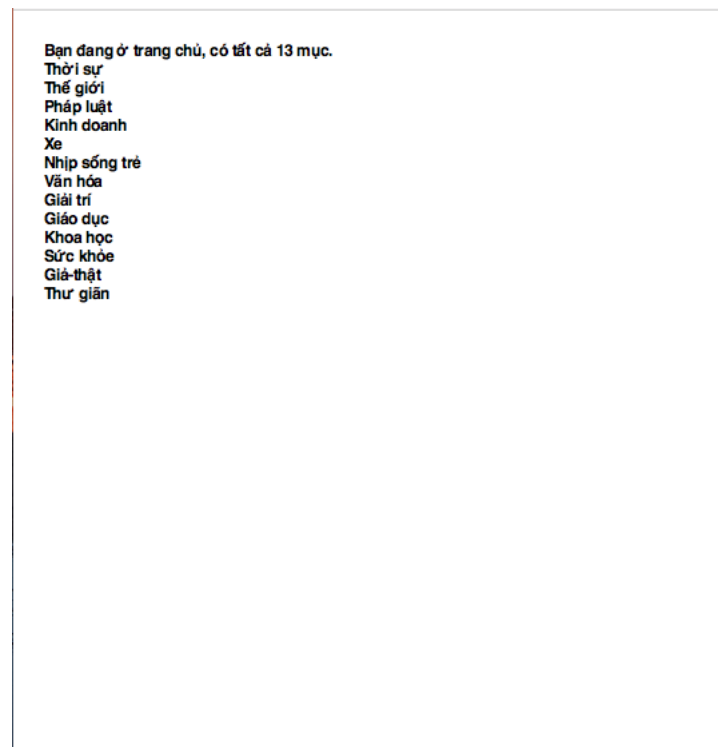 Bạn đang ở trang chủ, có tất cả 13 mục.
Thời sự
Thế giới
Pháp luật
Kinh doanh
Xe
Nhịp sống trẻ
Văn hóa
Giải trí
Giáo dục
Khoa học
Sức khỏe
Giả-thật
Thư giãn